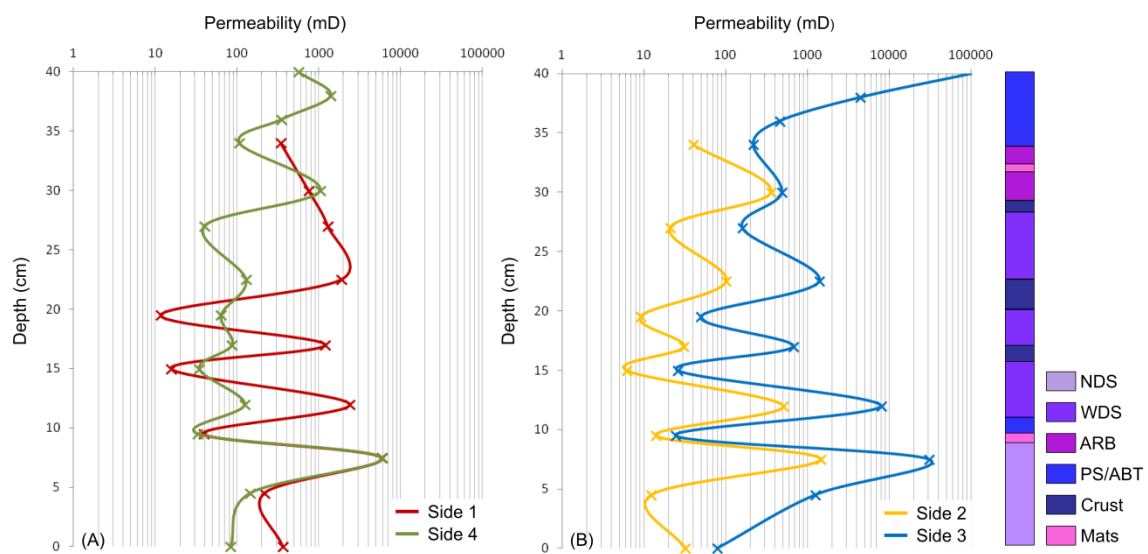 Permeability (mD)
1 10 100 1000 10000 100000
40
35
30
25
20
15
10
5
0
Depth (cm)
(A)
Side 1
Side 4
Permeability (mD)
1 10 100 1000 10000 100000
40
35
30
25
20
15
10
5
0
Depth (cm)
(B)
Side 2
Side 3
NDS
WDS
ARB
PS/ABT
Crust
Mats